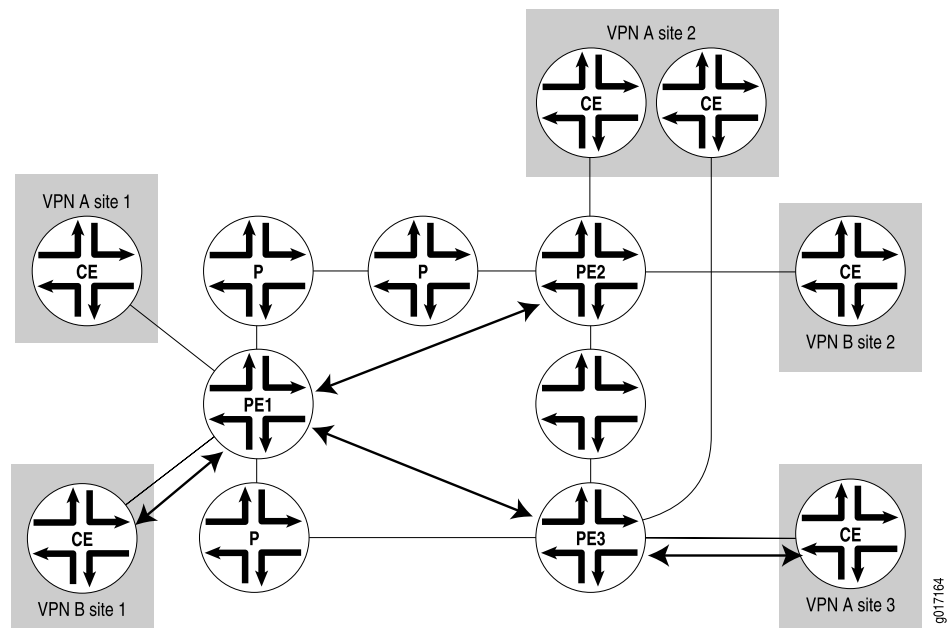 VPN A site 2
CE
CE
VPN A site 1
CE
P
P
PE2
CE
VPN B site 2
PE1
CE
VPN B site 1
P
PE3
CE
VPN A site 3
g017164